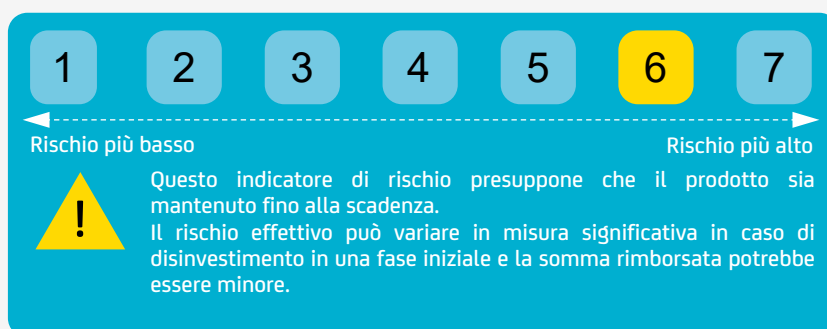 1 2 3 4 5 6 7
Rischio più basso Rischio più alto
!
Questo indicatore di rischio presuppone che il prodotto sia
mantenuto fino alla scadenza.
Il rischio effettivo può variare in misura significativa in caso di
disinvestimento in una fase iniziale e la somma rimborsata potrebbe
essere minore.